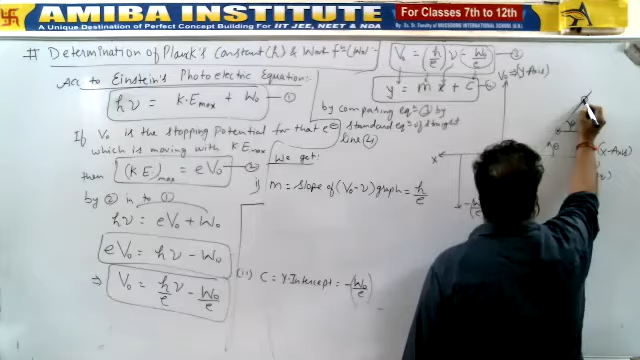 AMIBA INSTITUTE
For Classes 7th to 12th
A Unique Destination of Perfect Concept Building For IIT JEE, NEET & NDA
# Determination of Planck's Constant (h) & Work fⁿ (W₀) -
Acc to Einstein's Photoelectric Equation:
hν = K.Emax + W₀ —①
If V₀ is the stopping Potential for that e⊖
which is moving with K.Emax
then (KE)max = eV₀ —②
by ② in to ①
hν = eV₀ + W₀
eV₀ = hν - W₀
⇒ V₀ = h/e ν - W₀/e
V₀ = (h/e) ν - W₀/e —③
y = m x + C —④
by comparing eqⁿ ③ by
standard eqⁿ of straight
line ④
we get:
i) m = slope of (V₀-ν) graph = h/e
(ii) C = Y-Intercept = -(W₀/e)
V₀ ⇒ (Y-Axis)
X
(X-Axis)